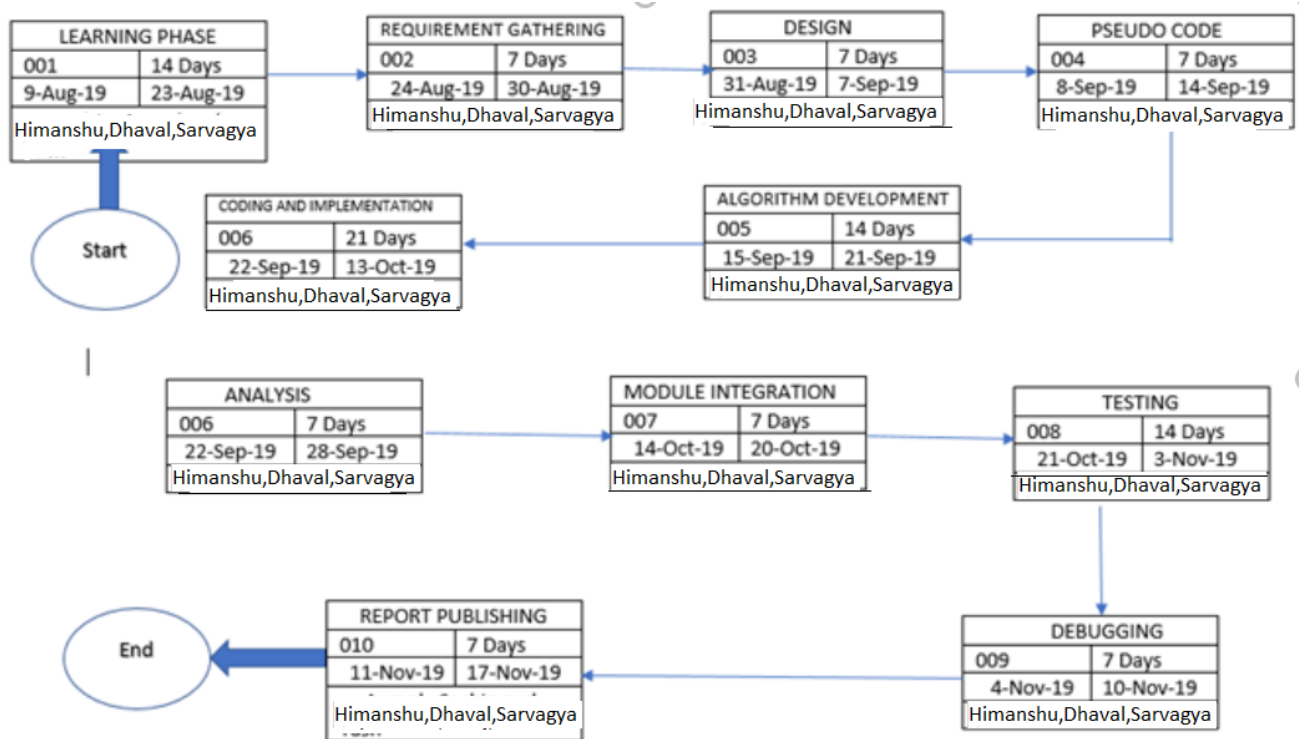 LEARNING PHASE
001 14 Days
9-Aug-19 23-Aug-19
Himanshu,Dhaval,Sarvagya
REQUIREMENT GATHERING
002 7 Days
24-Aug-19 30-Aug-19
Himanshu,Dhaval,Sarvagya
DESIGN
003 7 Days
31-Aug-19 7-Sep-19
Himanshu,Dhaval,Sarvagya
PSEUDO CODE
004 7 Days
8-Sep-19 14-Sep-19
Himanshu,Dhaval,Sarvagya
Start
CODING AND IMPLEMENTATION
006 21 Days
22-Sep-19 13-Oct-19
Himanshu,Dhaval,Sarvagya
ALGORITHM DEVELOPMENT
005 14 Days
15-Sep-19 21-Sep-19
Himanshu,Dhaval,Sarvagya
ANALYSIS
006 7 Days
22-Sep-19 28-Sep-19
Himanshu,Dhaval,Sarvagya
MODULE INTEGRATION
007 7 Days
14-Oct-19 20-Oct-19
Himanshu,Dhaval,Sarvagya
TESTING
008 14 Days
21-Oct-19 3-Nov-19
Himanshu,Dhaval,Sarvagya
End
REPORT PUBLISHING
010 7 Days
11-Nov-19 17-Nov-19
Himanshu,Dhaval,Sarvagya
DEBUGGING
009 7 Days
4-Nov-19 10-Nov-19
Himanshu,Dhaval,Sarvagya